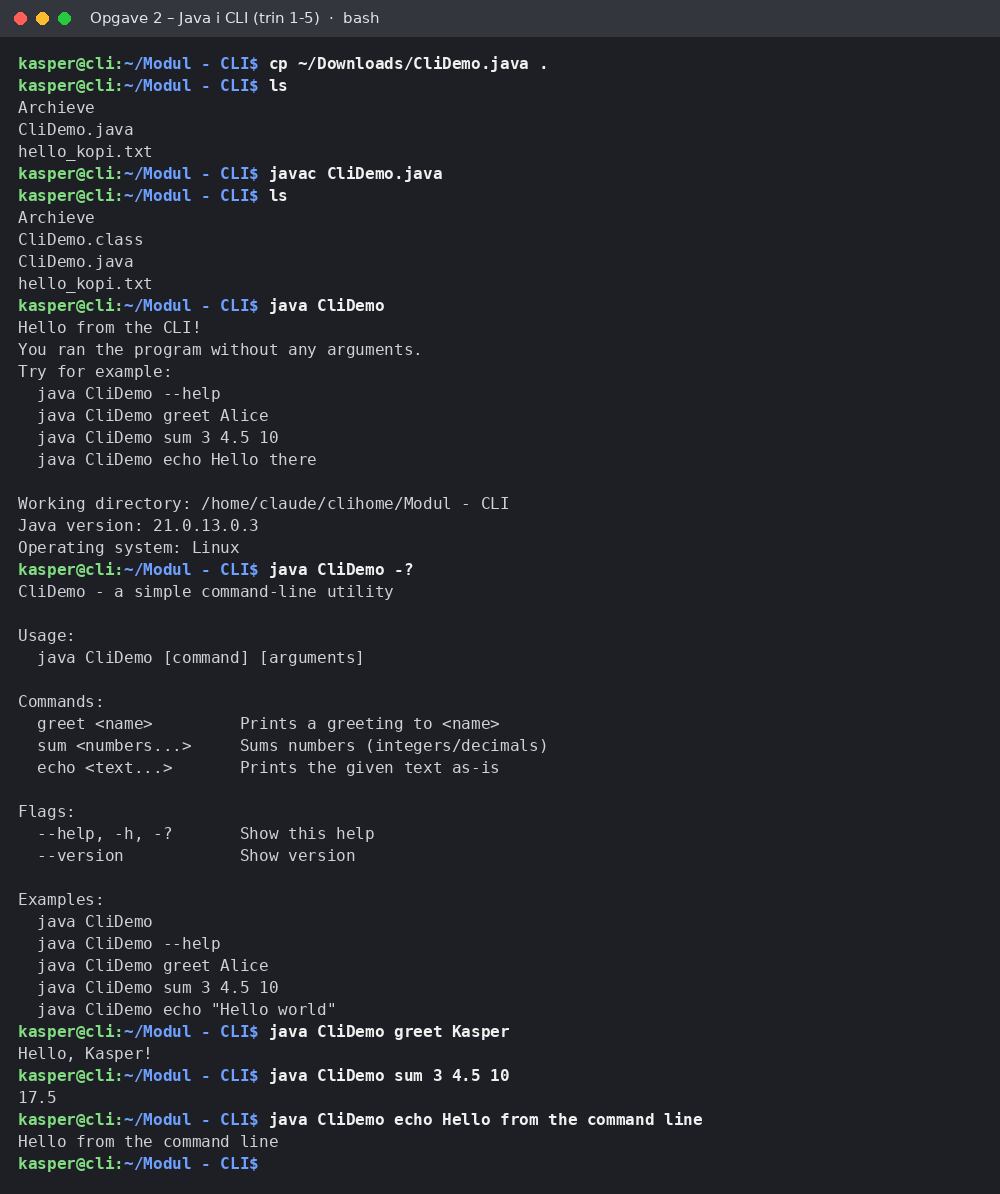 Opgave 2 – Java i CLI (trin 1-5) · bash
kasper@cli:~/Modul - CLI$ cp ~/Downloads/CliDemo.java .
kasper@cli:~/Modul - CLI$ ls
Archieve
CliDemo.java
hello_kopi.txt
kasper@cli:~/Modul - CLI$ javac CliDemo.java
kasper@cli:~/Modul - CLI$ ls
Archieve
CliDemo.class
CliDemo.java
hello_kopi.txt
kasper@cli:~/Modul - CLI$ java CliDemo
Hello from the CLI!
You ran the program without any arguments.
Try for example:
  java CliDemo --help
  java CliDemo greet Alice
  java CliDemo sum 3 4.5 10
  java CliDemo echo Hello there

Working directory: /home/claude/clihome/Modul - CLI
Java version: 21.0.13.0.3
Operating system: Linux
kasper@cli:~/Modul - CLI$ java CliDemo -?
CliDemo - a simple command-line utility

Usage:
  java CliDemo [command] [arguments]

Commands:
  greet <name>         Prints a greeting to <name>
  sum <numbers...>     Sums numbers (integers/decimals)
  echo <text...>       Prints the given text as-is

Flags:
  --help, -h, -?       Show this help
  --version            Show version

Examples:
  java CliDemo
  java CliDemo --help
  java CliDemo greet Alice
  java CliDemo sum 3 4.5 10
  java CliDemo echo "Hello world"
kasper@cli:~/Modul - CLI$ java CliDemo greet Kasper
Hello, Kasper!
kasper@cli:~/Modul - CLI$ java CliDemo sum 3 4.5 10
17.5
kasper@cli:~/Modul - CLI$ java CliDemo echo Hello from the command line
Hello from the command line
kasper@cli:~/Modul - CLI$